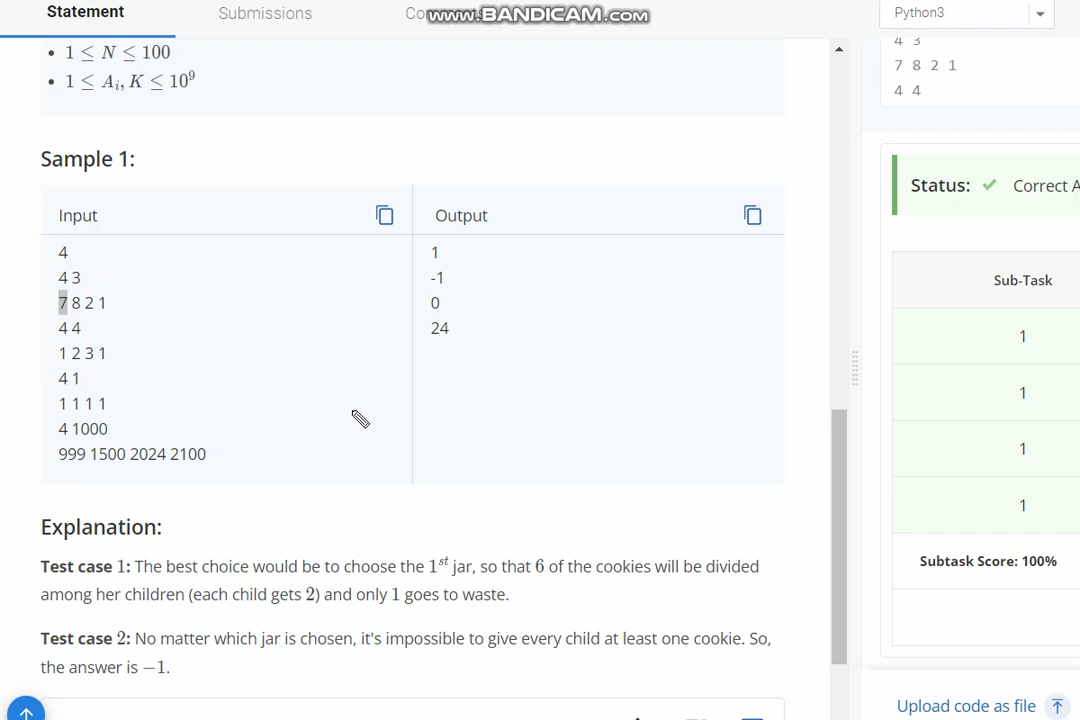 Statement
Submissions
Co
www.BANDICAM.com
Python3
• 1 ≤ N ≤ 100
• 1 ≤ Aᵢ, K ≤ 10⁹
4 3
7 8 2 1
4 4
Sample 1:
Input
Output
4
4 3
7 8 2 1
4 4
1 2 3 1
4 1
1 1 1 1
4 1000
999 1500 2024 2100
1
-1
0
24
Explanation:
Test case 1: The best choice would be to choose the 1ˢᵗ jar, so that 6 of the cookies will be divided
among her children (each child gets 2) and only 1 goes to waste.
Test case 2: No matter which jar is chosen, it's impossible to give every child at least one cookie. So,
the answer is −1.
Status: ✓ Correct A
Sub-Task
1
1
1
1
Subtask Score: 100%
Upload code as file